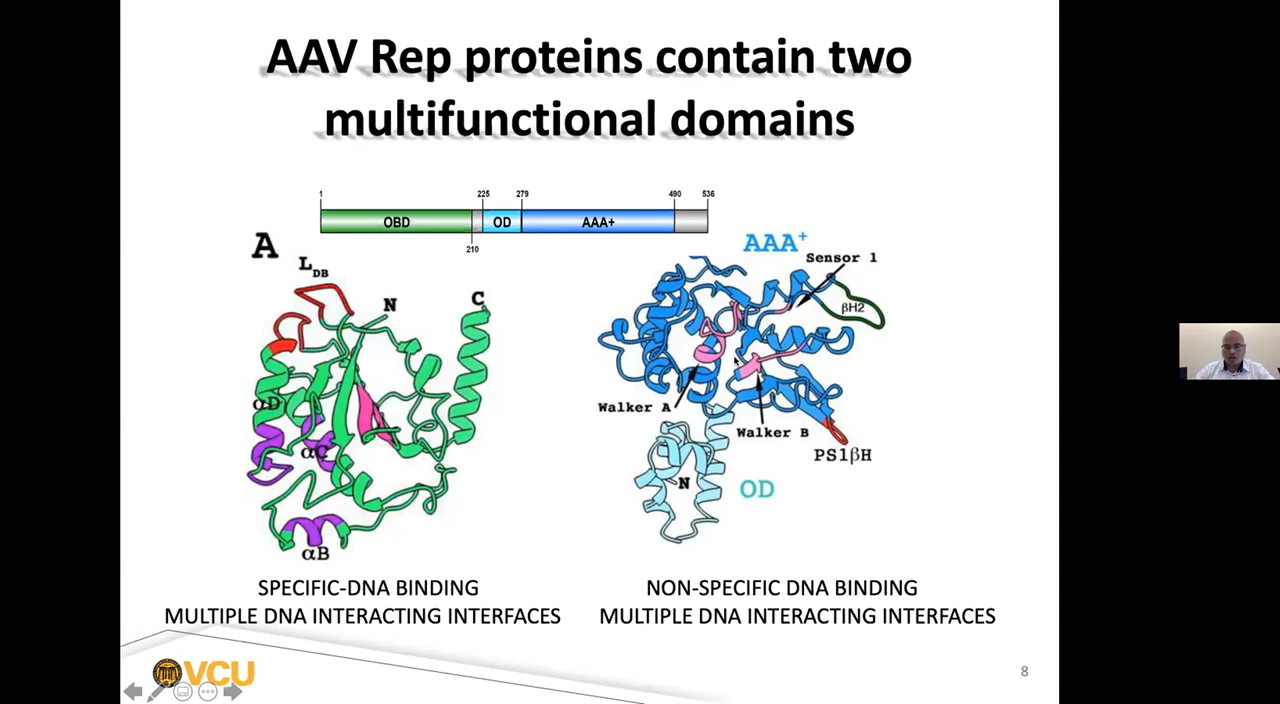 AAV Rep proteins contain two
multifunctional domains
1
225
279
490
536
OBD
OD
AAA+
210
A
L DB
N
C
αD
αC
αB
AAA+
Sensor 1
βH2
Walker A
Walker B
PS1βH
N
OD
SPECIFIC-DNA BINDING
MULTIPLE DNA INTERACTING INTERFACES
NON-SPECIFIC DNA BINDING
MULTIPLE DNA INTERACTING INTERFACES
VCU
8